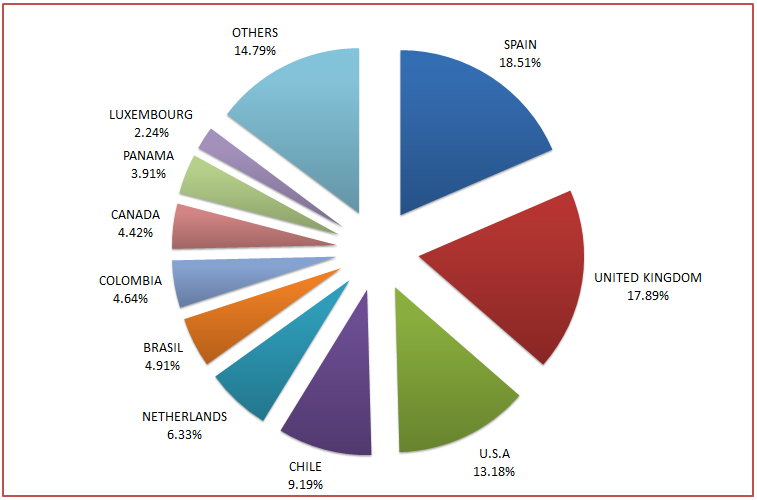 OTHERS
14.79%
SPAIN
18.51%
LUXEMBOURG
2.24%
PANAMA
3.91%
CANADA
4.42%
UNITED KINGDOM
17.89%
COLOMBIA
4.64%
BRASIL
4.91%
NETHERLANDS
6.33%
U.S.A
13.18%
CHILE
9.19%